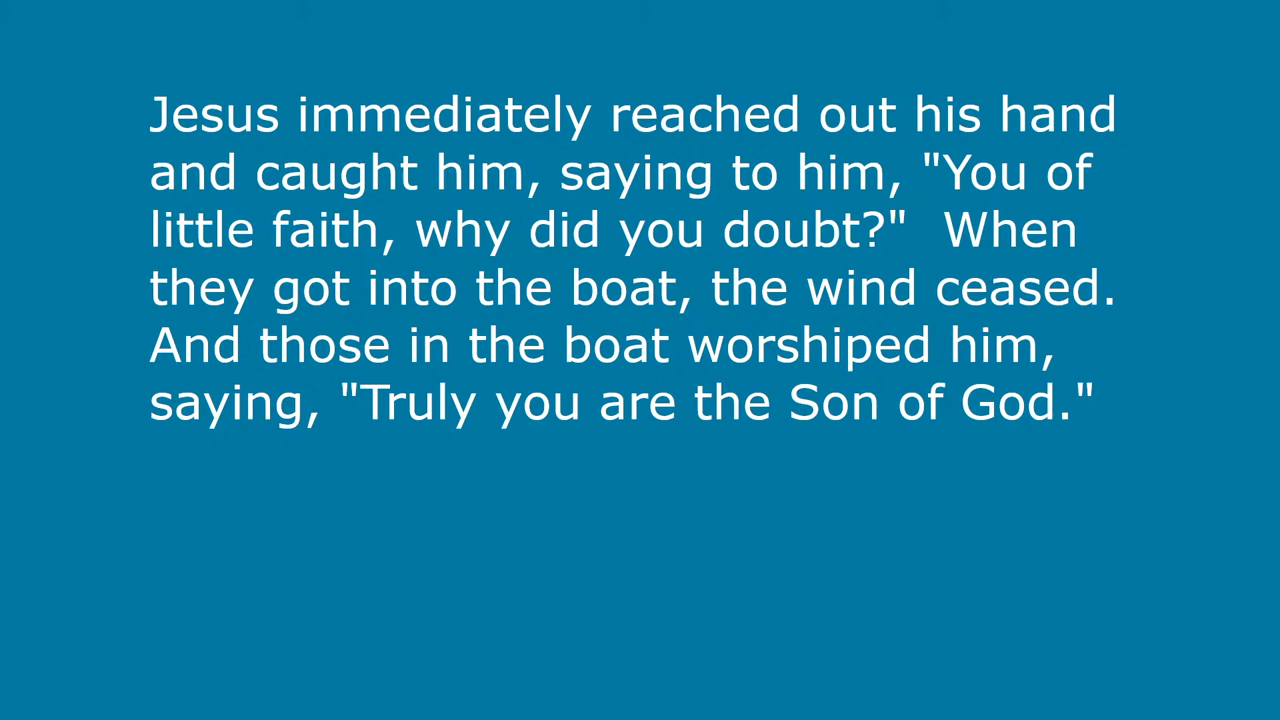 Jesus immediately reached out his hand
and caught him, saying to him, "You of
little faith, why did you doubt?"  When
they got into the boat, the wind ceased.
And those in the boat worshiped him,
saying, "Truly you are the Son of God."